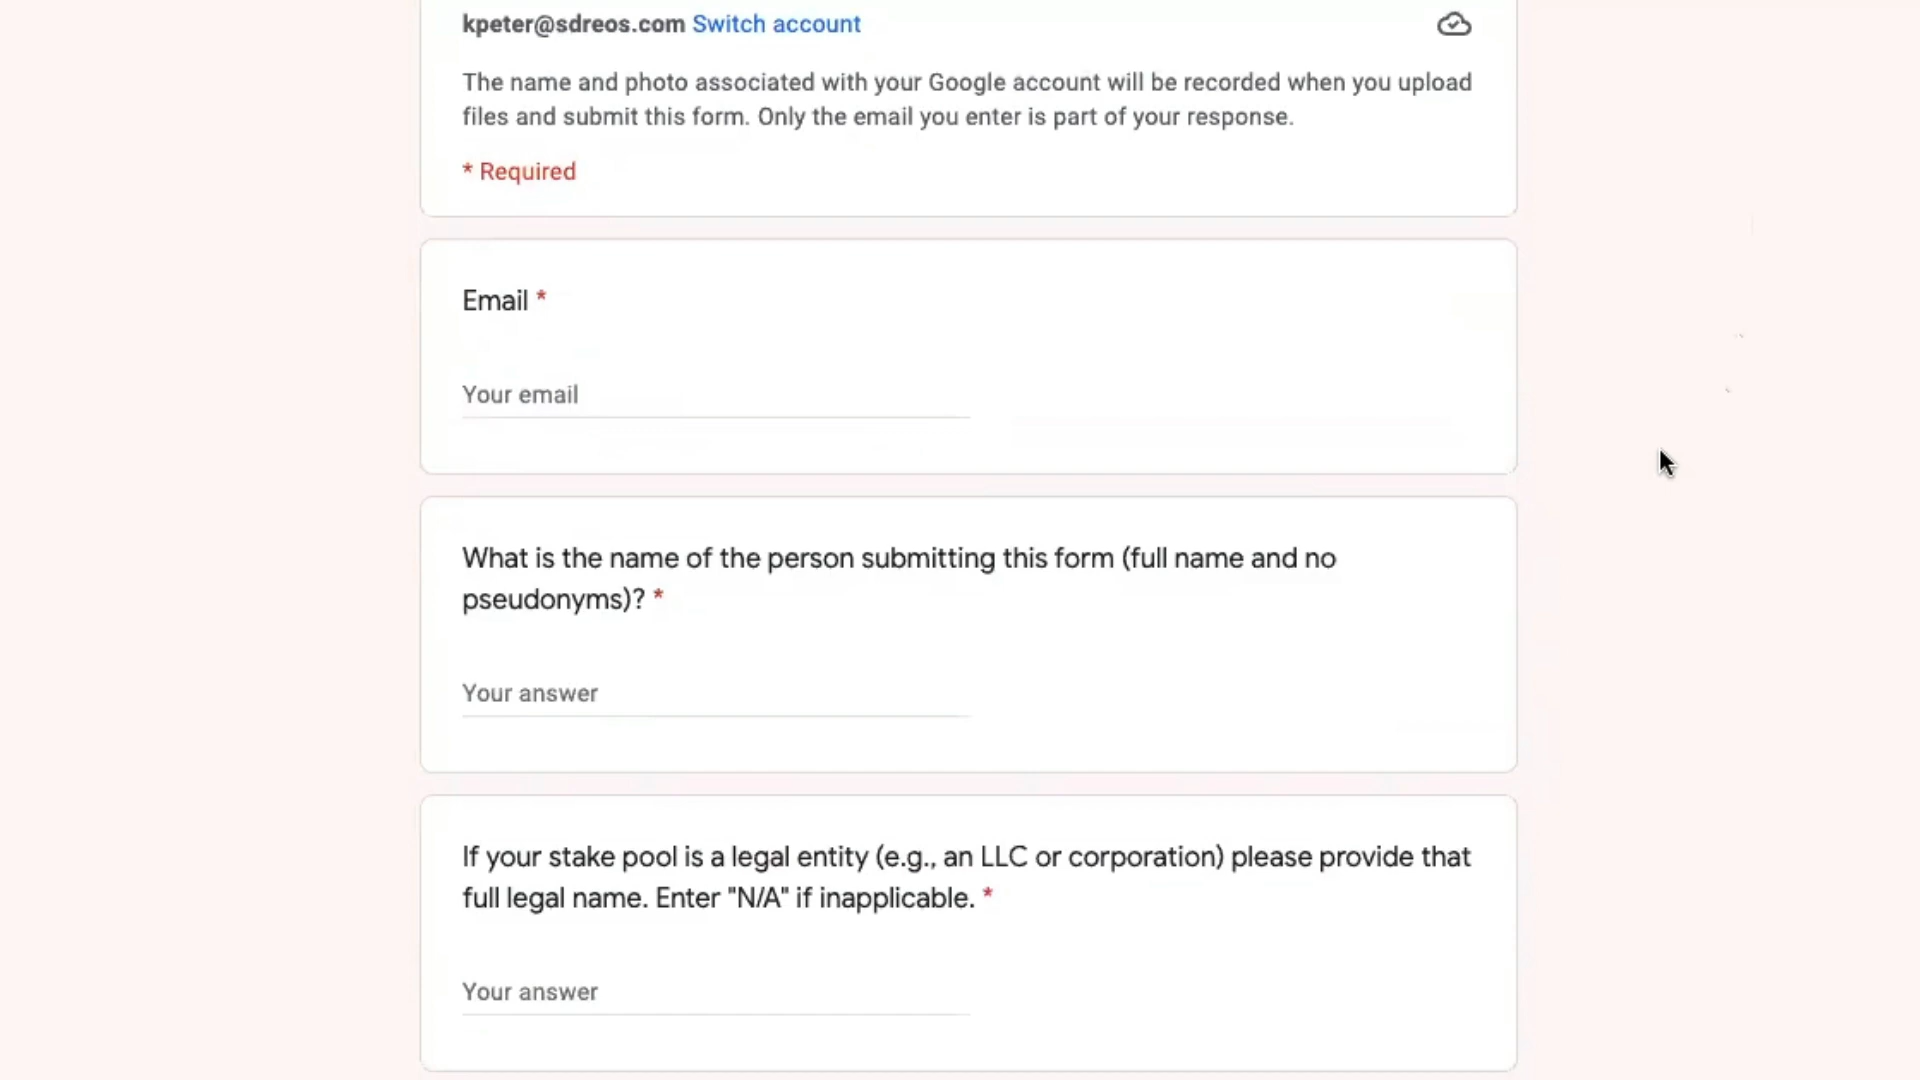 kpeter@sdreos.com Switch account
The name and photo associated with your Google account will be recorded when you upload
files and submit this form. Only the email you enter is part of your response.
* Required
Email *
Your email
What is the name of the person submitting this form (full name and no
pseudonyms)? *
Your answer
If your stake pool is a legal entity (e.g., an LLC or corporation) please provide that
full legal name. Enter "N/A" if inapplicable. *
Your answer